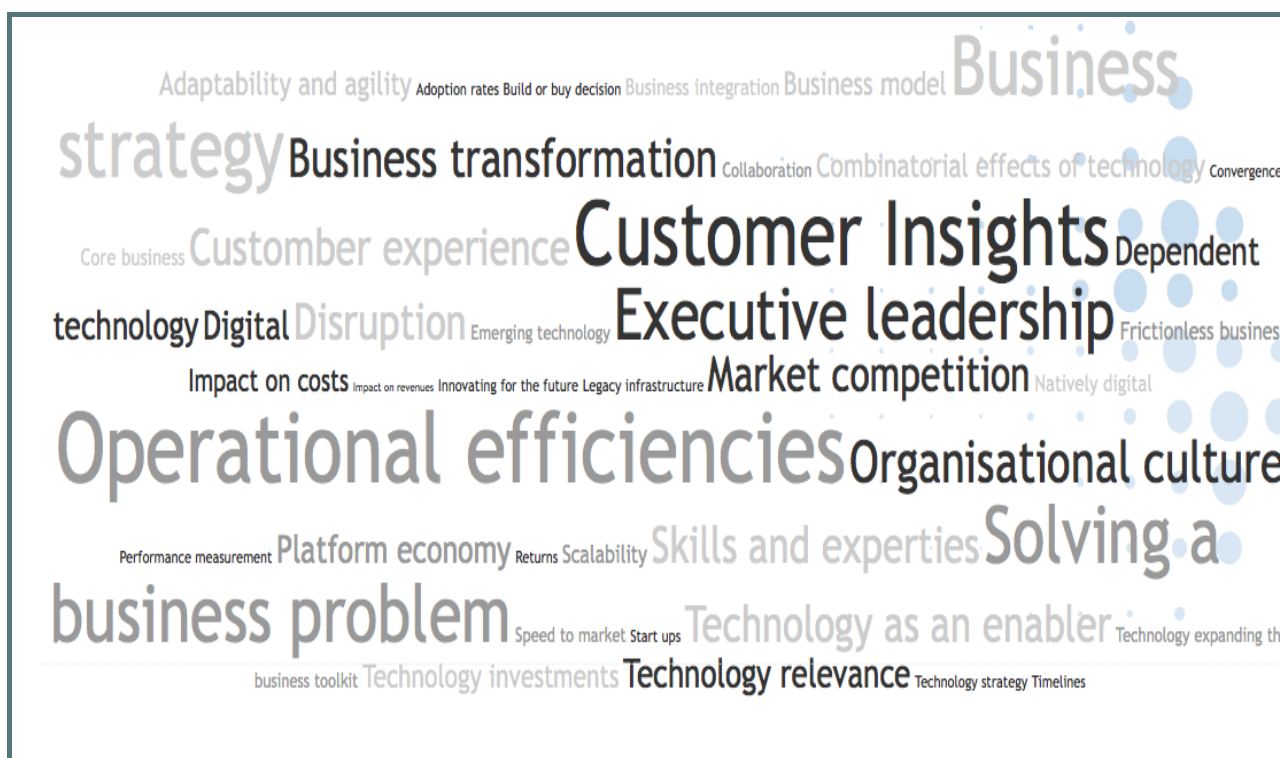 Adaptability and agility Adoption rates Build or buy decision Business integration Business model Business
strategy Business transformation Collaboration Combinatorial effects of technology Convergence
Core business Customber experience Customer Insights Dependent
technology Digital Disruption Emerging technology Executive leadership Frictionless busines
Impact on costs Impact on revenues Innovating for the future Legacy infrastructure Market competition Natively digital
Operational efficiencies Organisational culture
Performance measurement Platform economy Returns Scalability Skills and experties Solving a
business problem Speed to market Start ups Technology as an enabler Technology expanding th
business toolkit Technology investments Technology relevance Technology strategy Timelines